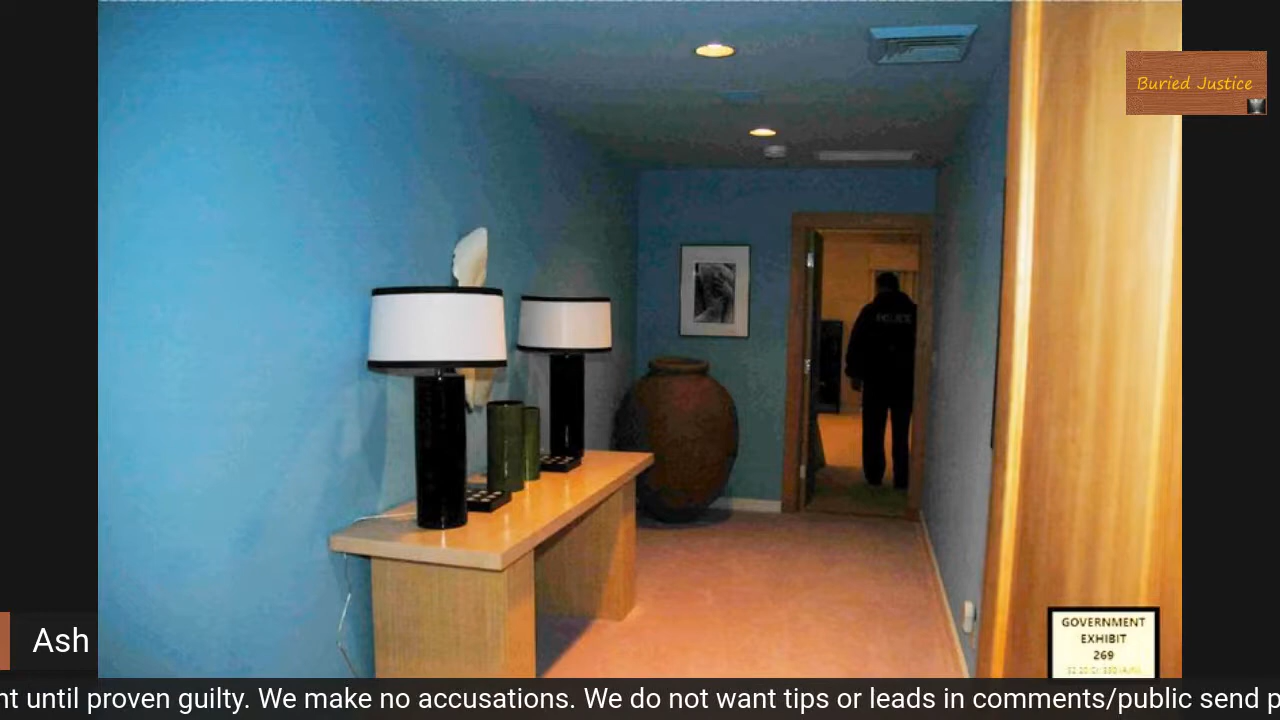 Buried Justice
POLICE
GOVERNMENT
EXHIBIT
269
Ash
nt until proven guilty. We make no accusations. We do not want tips or leads in comments/public send p